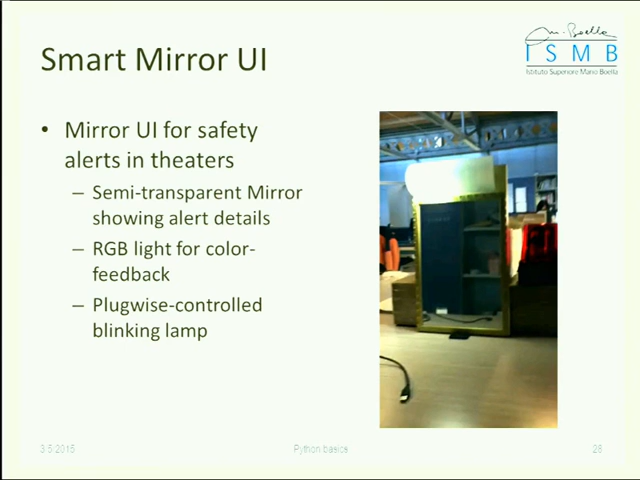 Smart Mirror UI
M. Boella
ISMB
Istituto Superiore Mario Boella
• Mirror UI for safety
alerts in theaters
– Semi-transparent Mirror
showing alert details
– RGB light for color-
feedback
– Plugwise-controlled
blinking lamp
3/5/2015
Python basics
28